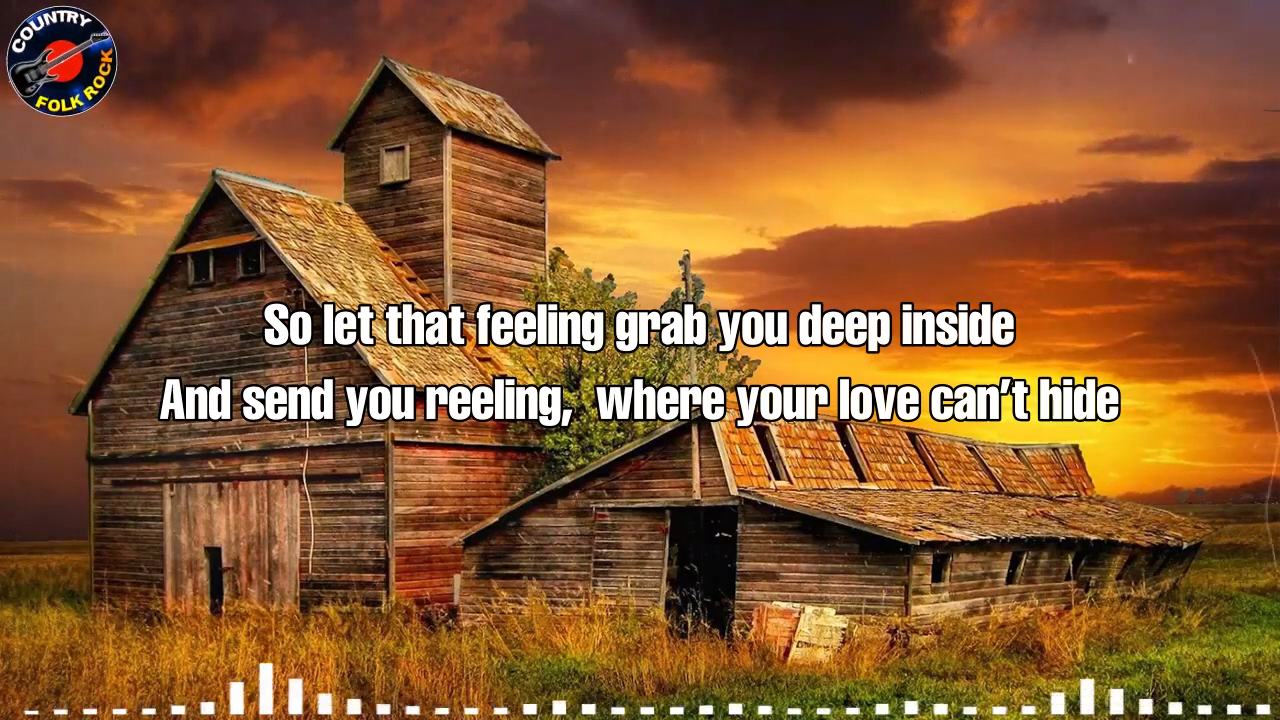 COUNTRY
FOLK ROCK
So let that feeling grab you deep inside
And send you reeling, where your love can't hide